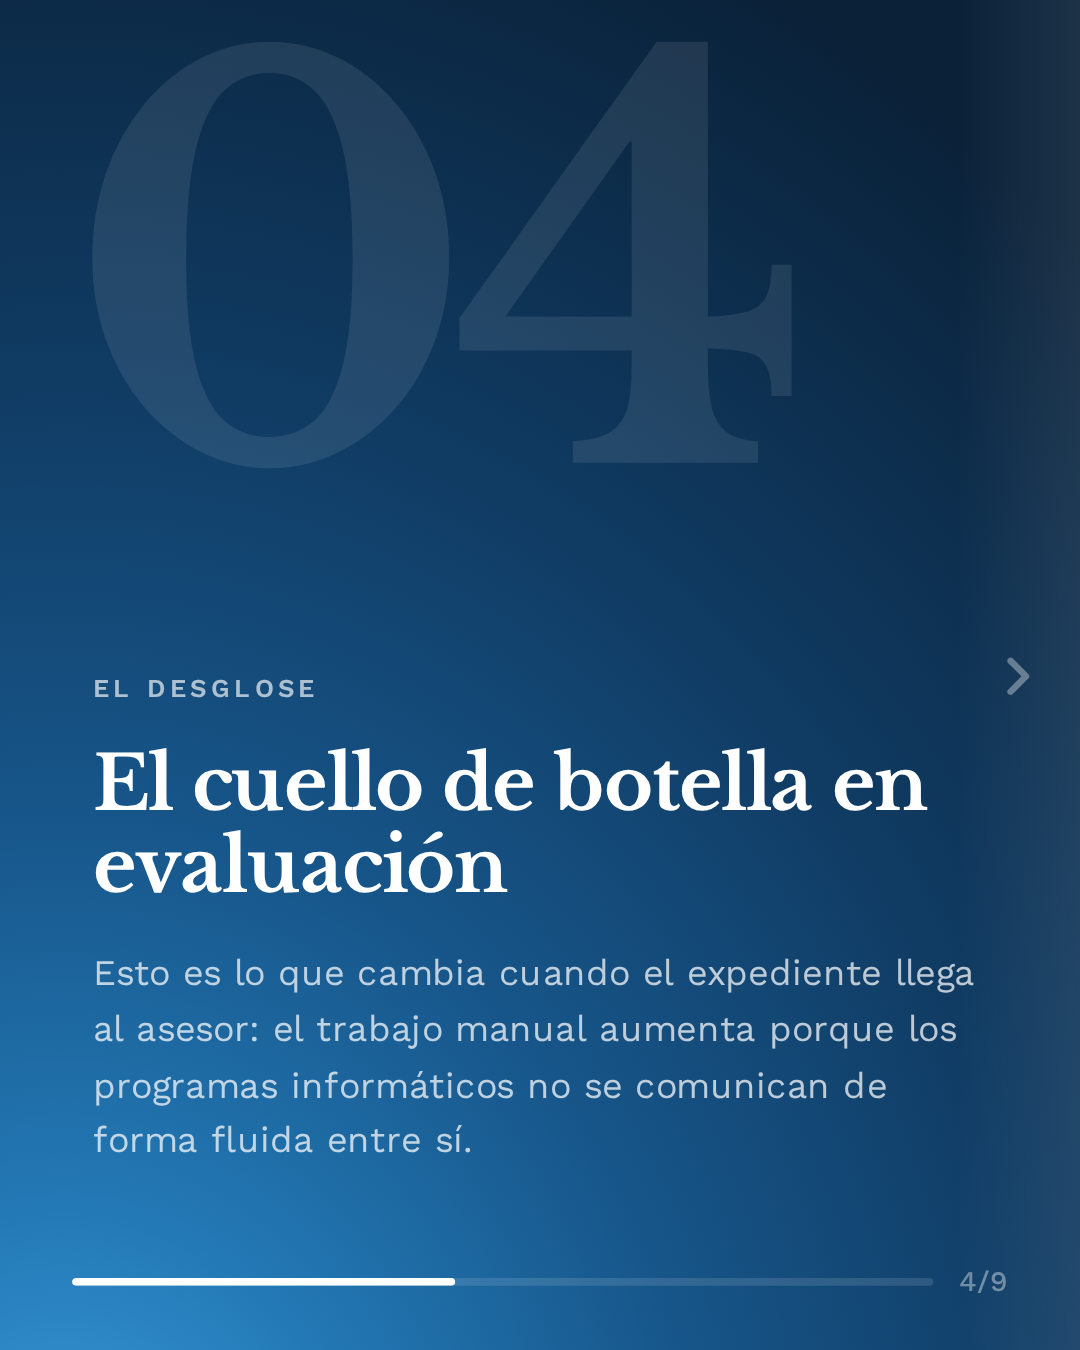 04
EL DESGLOSE
El cuello de botella en
evaluación
Esto es lo que cambia cuando el expediente llega
al asesor: el trabajo manual aumenta porque los
programas informáticos no se comunican de
forma fluida entre sí.
4/9